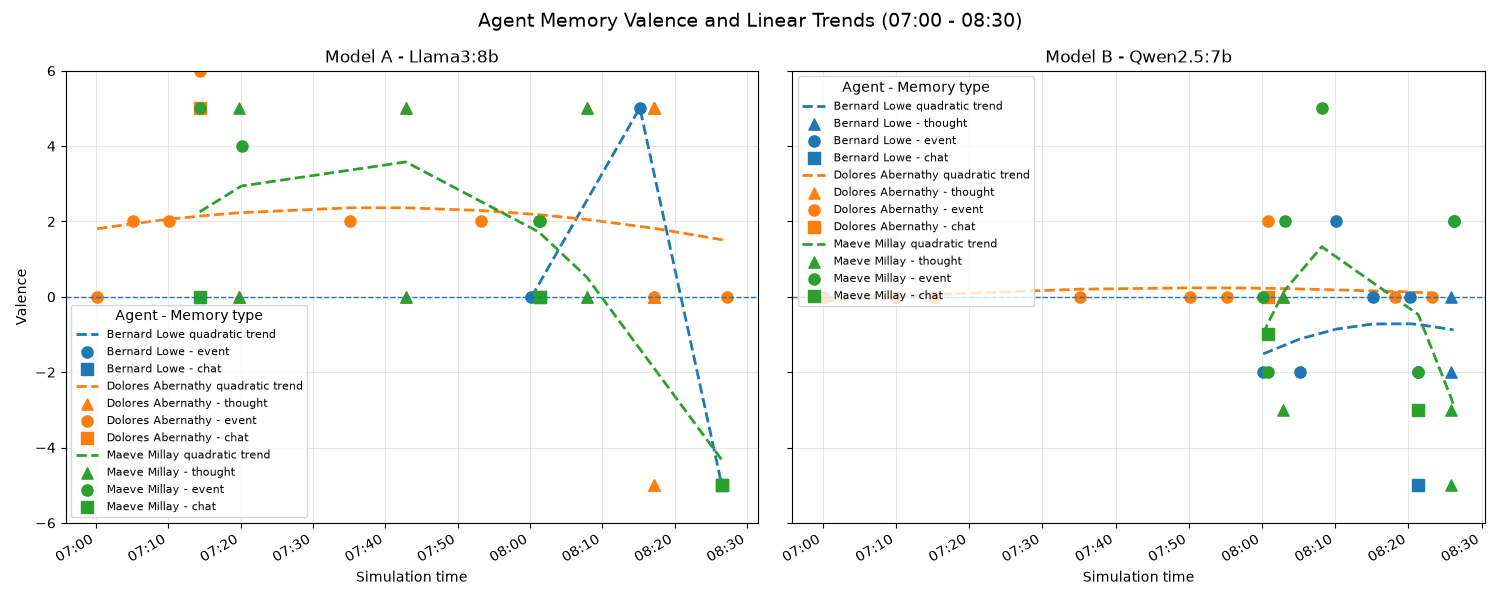 Agent Memory Valence and Linear Trends (07:00 - 08:30)
Model A - Llama3:8b
Valence
6
4
2
0
−2
−4
−6
Agent - Memory type
Bernard Lowe quadratic trend
Bernard Lowe - event
Bernard Lowe - chat
Dolores Abernathy quadratic trend
Dolores Abernathy - thought
Dolores Abernathy - event
Dolores Abernathy - chat
Maeve Millay quadratic trend
Maeve Millay - thought
Maeve Millay - event
Maeve Millay - chat
07:00
07:10
07:20
07:30
07:40
07:50
08:00
08:10
08:20
08:30
Simulation time
Model B - Qwen2.5:7b
Agent - Memory type
Bernard Lowe quadratic trend
Bernard Lowe - thought
Bernard Lowe - event
Bernard Lowe - chat
Dolores Abernathy quadratic trend
Dolores Abernathy - thought
Dolores Abernathy - event
Dolores Abernathy - chat
Maeve Millay quadratic trend
Maeve Millay - thought
Maeve Millay - event
Maeve Millay - chat
07:00
07:10
07:20
07:30
07:40
07:50
08:00
08:10
08:20
08:30
Simulation time